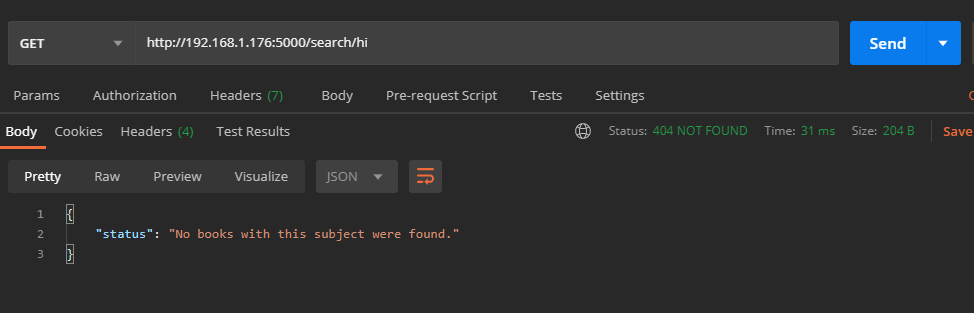 GET http://192.168.1.176:5000/search/hi Send
Params Authorization Headers (7) Body Pre-request Script Tests Settings
Body Cookies Headers (4) Test Results Status: 404 NOT FOUND Time: 31 ms Size: 204 B Save
Pretty Raw Preview Visualize JSON
1 {
2 "status": "No books with this subject were found."
3 }